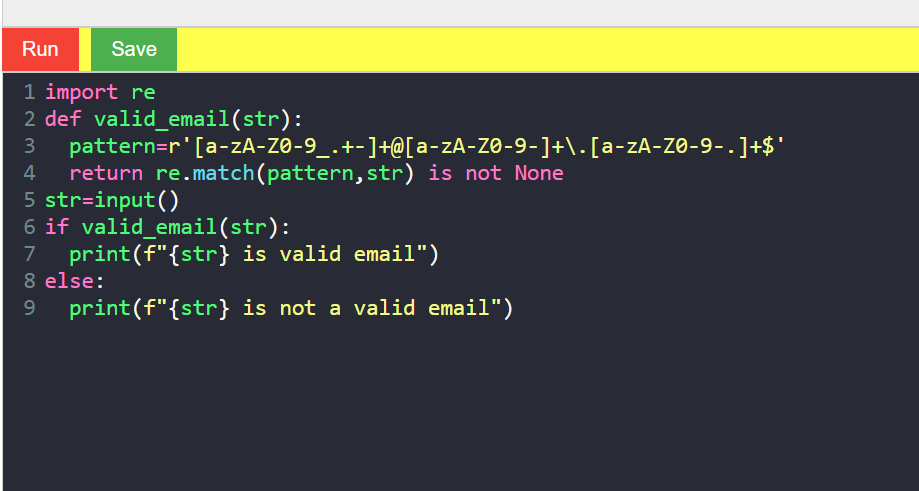 Run Save
1 import re
2 def valid_email(str):
3   pattern=r'[a-zA-Z0-9_.+-]+@[a-zA-Z0-9-]+\.[a-zA-Z0-9-.]+$'
4   return re.match(pattern,str) is not None
5 str=input()
6 if valid_email(str):
7   print(f"{str} is valid email")
8 else:
9   print(f"{str} is not a valid email")